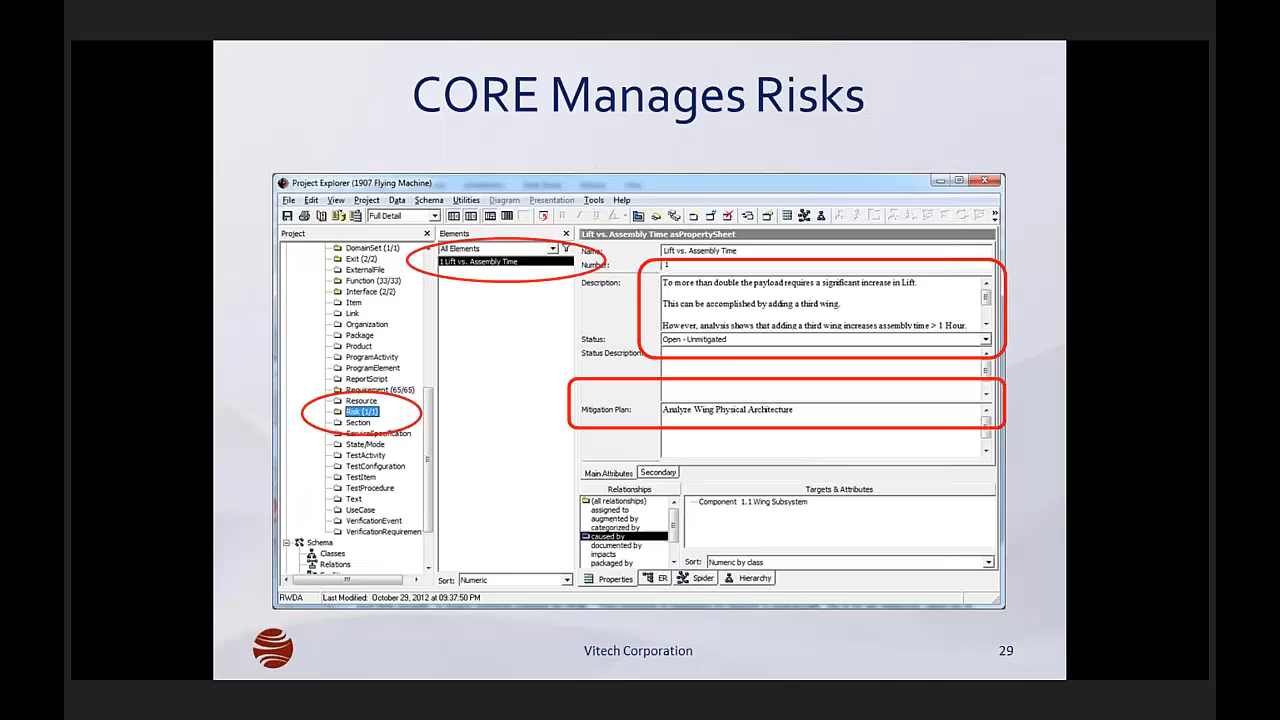 CORE Manages Risks
Project Explorer (1907 Flying Machine)
File Edit View Project Data Schema Utilities Diagram Presentation Tools Help
Full Detail
Project
DomainSet (1/1)
Exit (2/2)
ExternalFile
Function (33/33)
Interface (2/2)
Item
Link
Organization
Package
Product
ProgramActivity
ProgramElement
ReportScript
Requirement (65/65)
Resource
Risk (1/1)
Section
ServiceSpecification
State/Mode
TestActivity
TestConfiguration
TestItem
TestProcedure
Text
UseCase
VerificationEvent
VerificationRequiremen
Schema
Classes
Relations
Elements
All Elements
1 Lift vs. Assembly Time
Sort: Numeric
Lift vs. Assembly Time asPropertySheet
Name: Lift vs. Assembly Time
Number: 1
Description: To more than double the payload requires a significant increase in Lift.
This can be accomplished by adding a third wing.
However, analysis shows that adding a third wing increases assembly time > 1 Hour.
Status: Open - Unmitigated
Status Description:
Mitigation Plan: Analyze Wing Physical Architecture
Main Attributes Secondary
Relationships
(all relationships)
assigned to
augmented by
categorized by
caused by
documented by
impacts
packaged by
Targets & Attributes
Component 1.1 Wing Subsystem
Sort: Numeric by class
Properties ER Spider Hierarchy
RWDA Last Modified: October 29, 2012 at 09:37:50 PM
Vitech Corporation
29